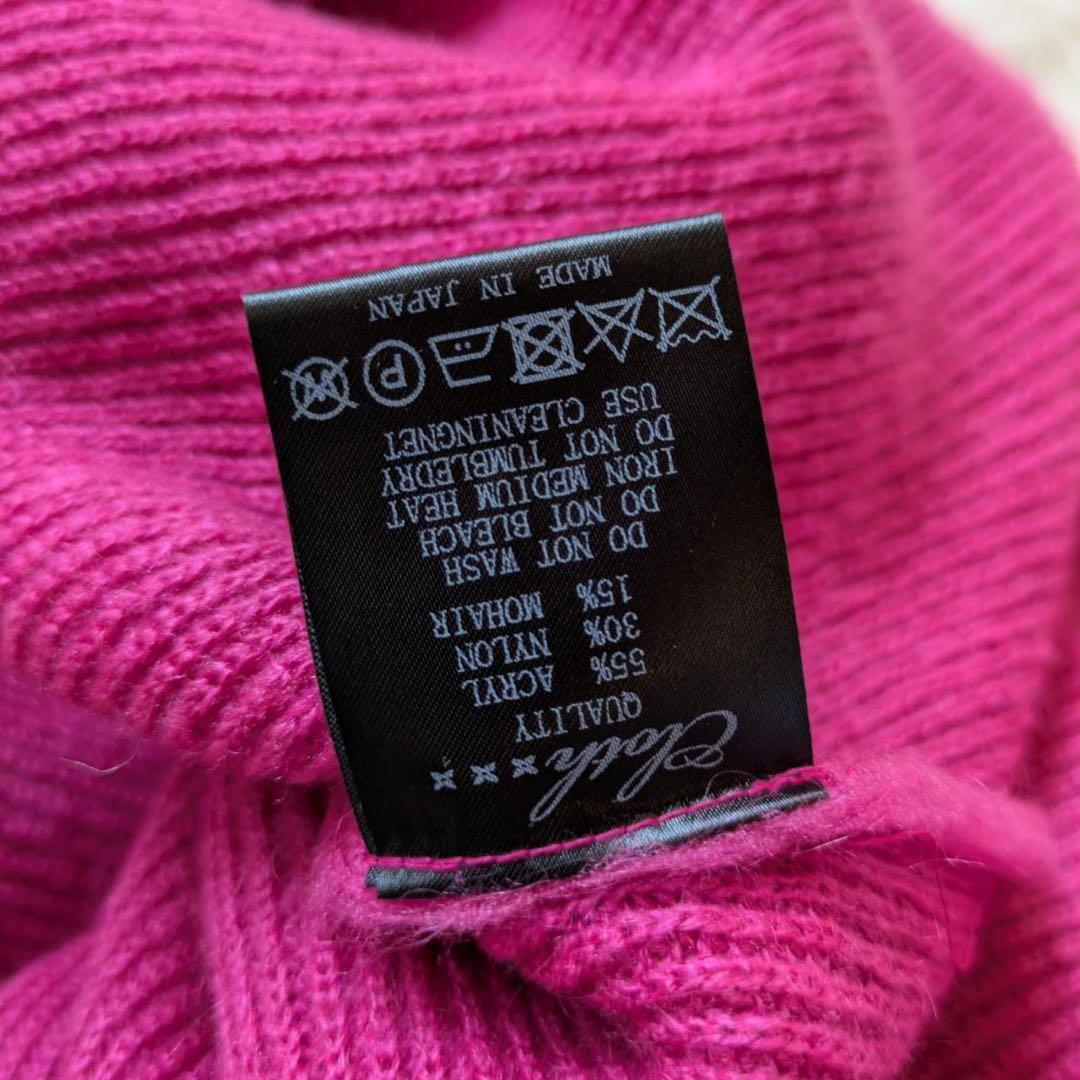 Cloth ×××××
QUALITY
55% ACRYL
30% NYLON
15% MOHAIR
DO NOT WASH
DO NOT BLEACH
IRON MEDIUM HEAT
DO NOT TUMBLEDRY
USE CLEANINGNET
P W
MADE IN JAPAN